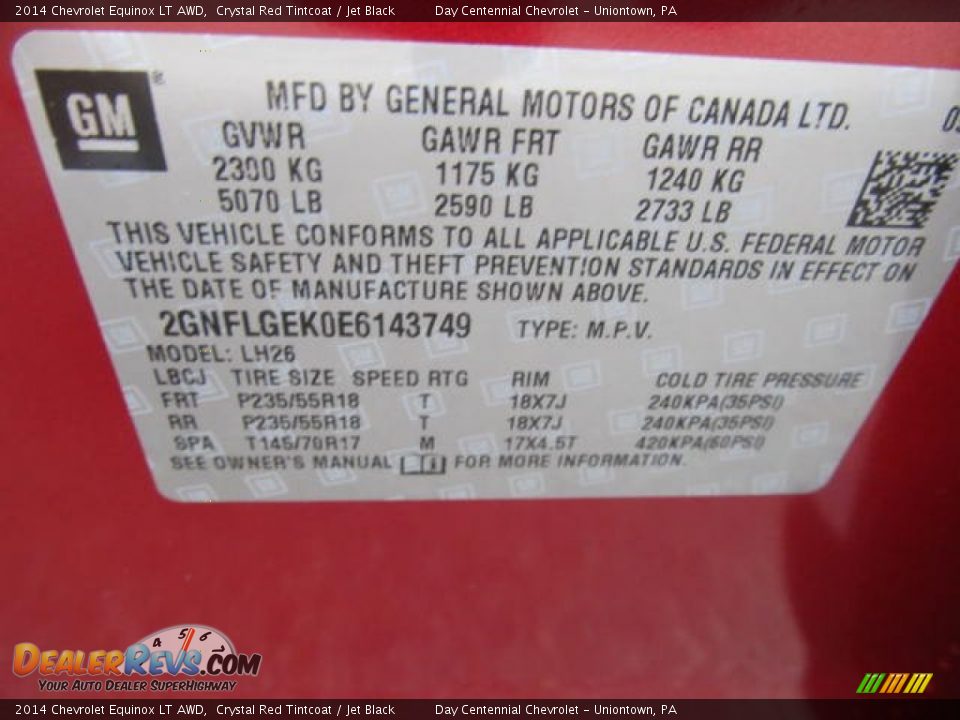 2014 Chevrolet Equinox LT AWD, Crystal Red Tintcoat / Jet Black Day Centennial Chevrolet - Uniontown, PA
GM ®
MFD BY GENERAL MOTORS OF CANADA LTD.
GVWR GAWR FRT GAWR RR
2300 KG 1175 KG 1240 KG
5070 LB 2590 LB 2733 LB
THIS VEHICLE CONFORMS TO ALL APPLICABLE U.S. FEDERAL MOTOR
VEHICLE SAFETY AND THEFT PREVENTION STANDARDS IN EFFECT ON
THE DATE OF MANUFACTURE SHOWN ABOVE.
2GNFLGEK0E6143749 TYPE: M.P.V.
MODEL: LH26
LBCJ TIRE SIZE SPEED RTG RIM COLD TIRE PRESSURE
FRT P235/55R18 T 18X7J 240KPA(35PSI)
RR P235/55R18 T 18X7J 240KPA(35PSI)
SPA T145/70R17 M 17X4.5T 420KPA(60PSI)
SEE OWNER'S MANUAL FOR MORE INFORMATION.
4 5 6
DealerRevs.com
Your Auto Dealer SuperHighway
2014 Chevrolet Equinox LT AWD, Crystal Red Tintcoat / Jet Black Day Centennial Chevrolet - Uniontown, PA